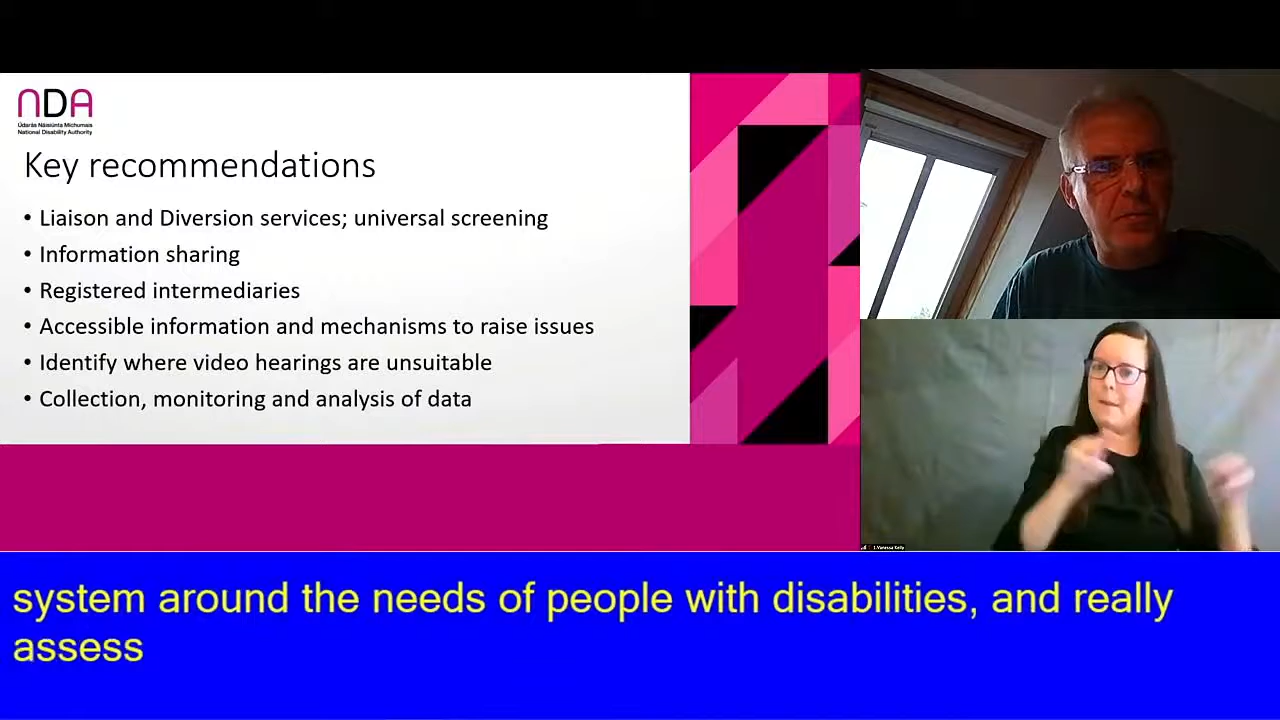 NDA
Údarás Náisiúnta Míchumais
National Disability Authority
Key recommendations
• Liaison and Diversion services; universal screening
• Information sharing
• Registered intermediaries
• Accessible information and mechanisms to raise issues
• Identify where video hearings are unsuitable
• Collection, monitoring and analysis of data
Vanessa Kelly
system around the needs of people with disabilities, and really
assess